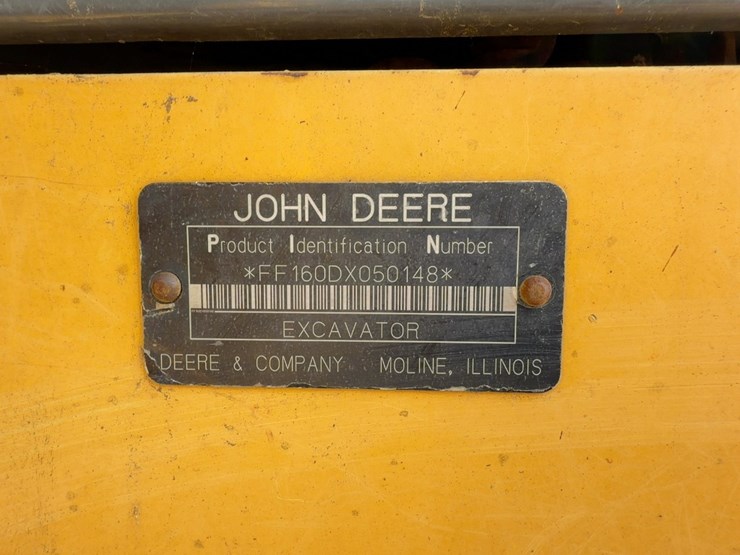 JOHN DEERE
Product Identification Number
*FF160DX050148*
EXCAVATOR
DEERE & COMPANY MOLINE, ILLINOIS